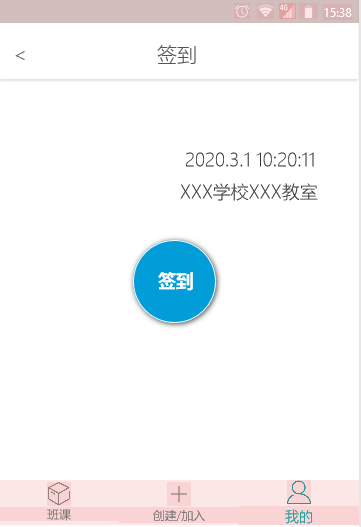 4G 15:38
< 签到
2020.3.1 10:20:11
XXX学校XXX教室
签到
班课 创建/加入 我的